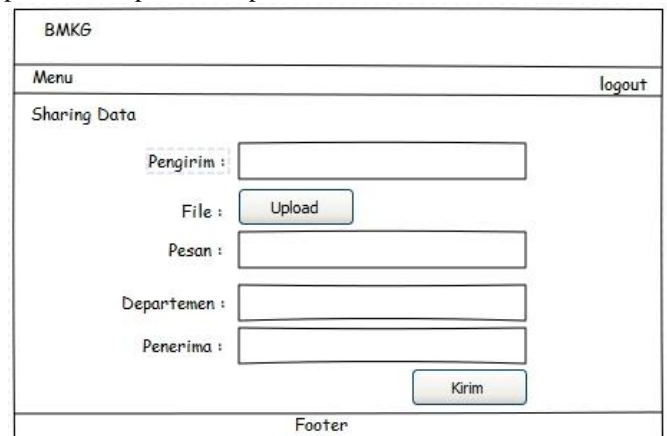 BMKG
Menu
logout
Sharing Data
Pengirim :
File : Upload
Pesan :
Departemen :
Penerima :
Kirim
Footer